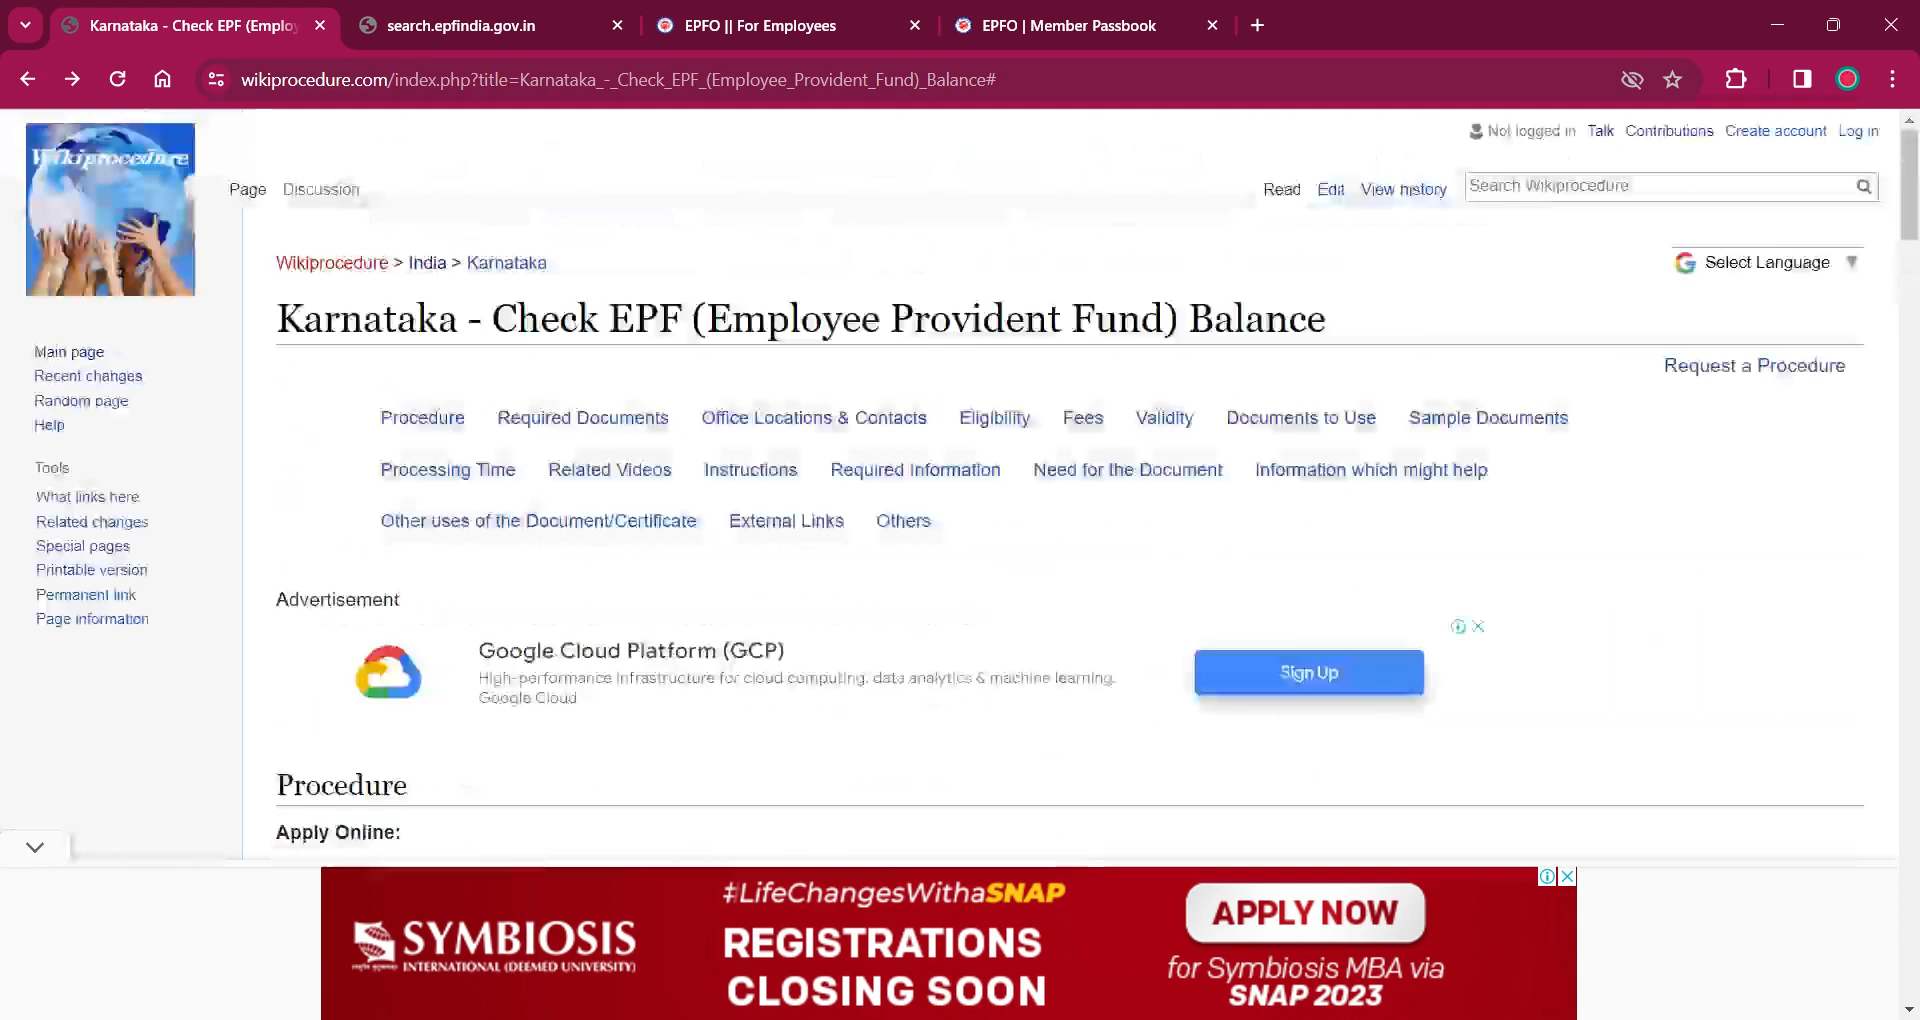 Karnataka - Check EPF (Employ
search.epfindia.gov.in
EPFO || For Employees
EPFO | Member Passbook
wikiprocedure.com/index.php?title=Karnataka_-_Check_EPF_(Employee_Provident_Fund)_Balance#
Wikiprocedure
Not logged in Talk Contributions Create account Log in
Page Discussion
Read Edit View history Search Wikiprocedure
Wikiprocedure > India > Karnataka
Select Language
Karnataka - Check EPF (Employee Provident Fund) Balance
Request a Procedure
Main page
Recent changes
Random page
Help
Tools
What links here
Related changes
Special pages
Printable version
Permanent link
Page information
Procedure Required Documents Office Locations & Contacts Eligibility Fees Validity Documents to Use Sample Documents
Processing Time Related Videos Instructions Required Information Need for the Document Information which might help
Other uses of the Document/Certificate External Links Others
Advertisement
Google Cloud Platform (GCP)
High-performance infrastructure for cloud computing, data analytics & machine learning.
Google Cloud
Sign Up
Procedure
Apply Online:
SYMBIOSIS
INTERNATIONAL (DEEMED UNIVERSITY)
#LifeChangesWithaSNAP
REGISTRATIONS
CLOSING SOON
APPLY NOW
for Symbiosis MBA via
SNAP 2023